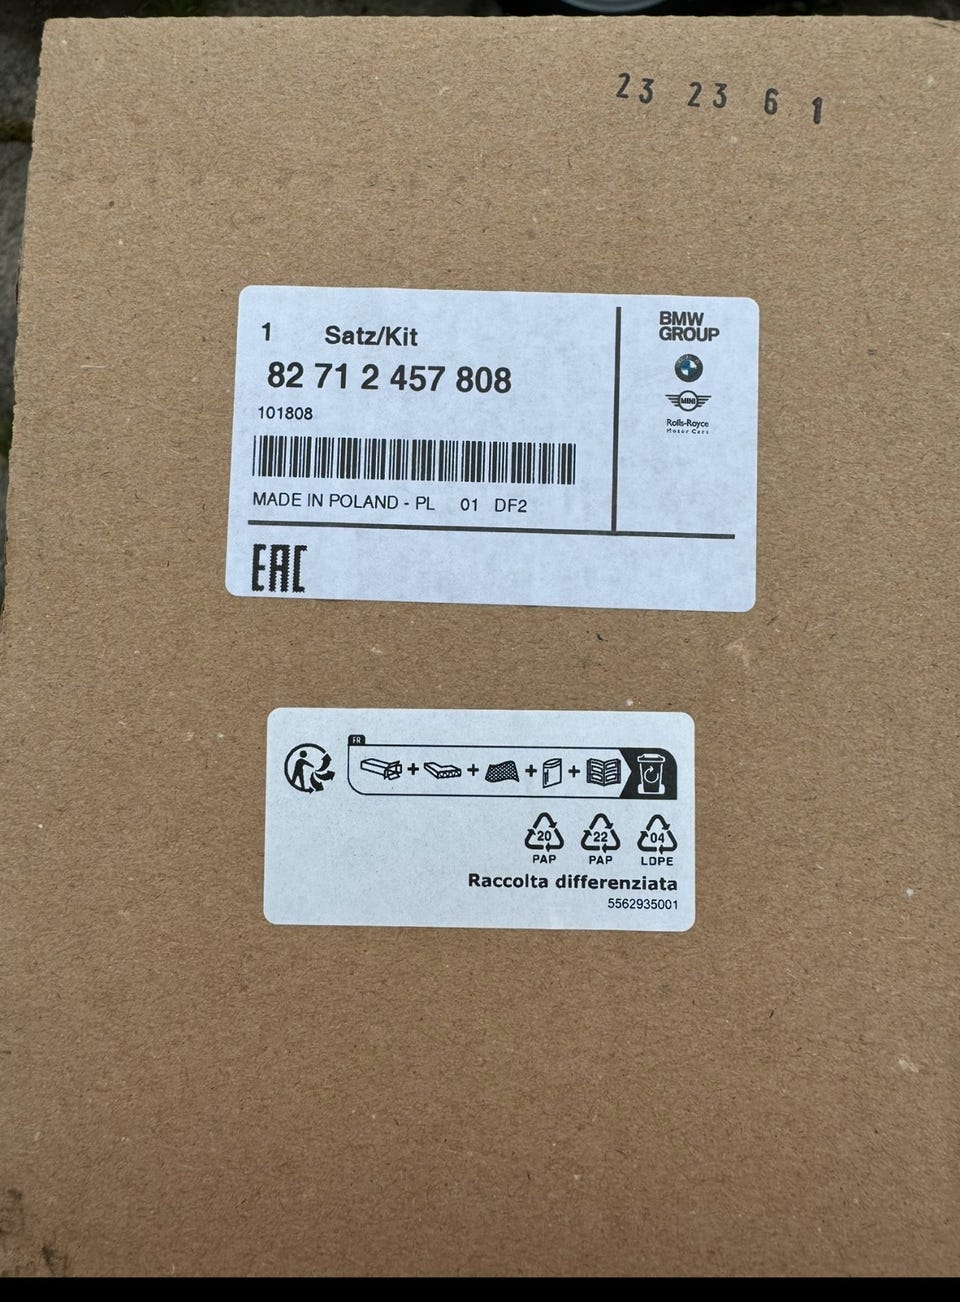 23 23 6 1
1 Satz/Kit
82 71 2 457 808
101808
MADE IN POLAND - PL 01 DF2
BMW
GROUP
MINI
Rolls-Royce
Motor Cars
EAC
FR
20 22 04
PAP PAP LDPE
Raccolta differenziata
5562935001